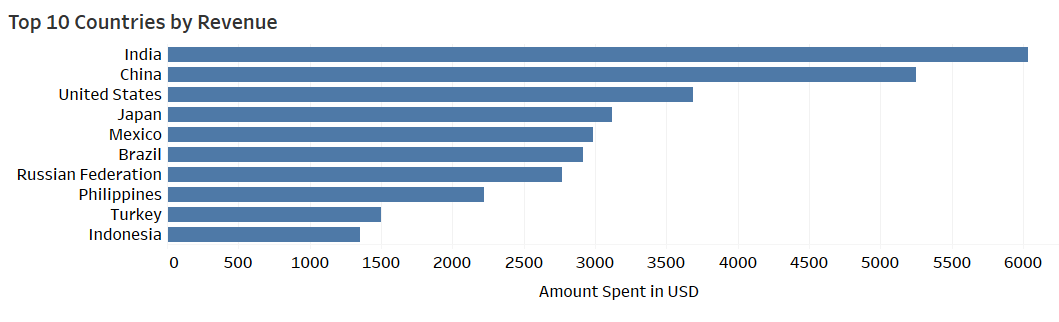 Top 10 Countries by Revenue
India
China
United States
Japan
Mexico
Brazil
Russian Federation
Philippines
Turkey
Indonesia
0 500 1000 1500 2000 2500 3000 3500 4000 4500 5000 5500 6000
Amount Spent in USD